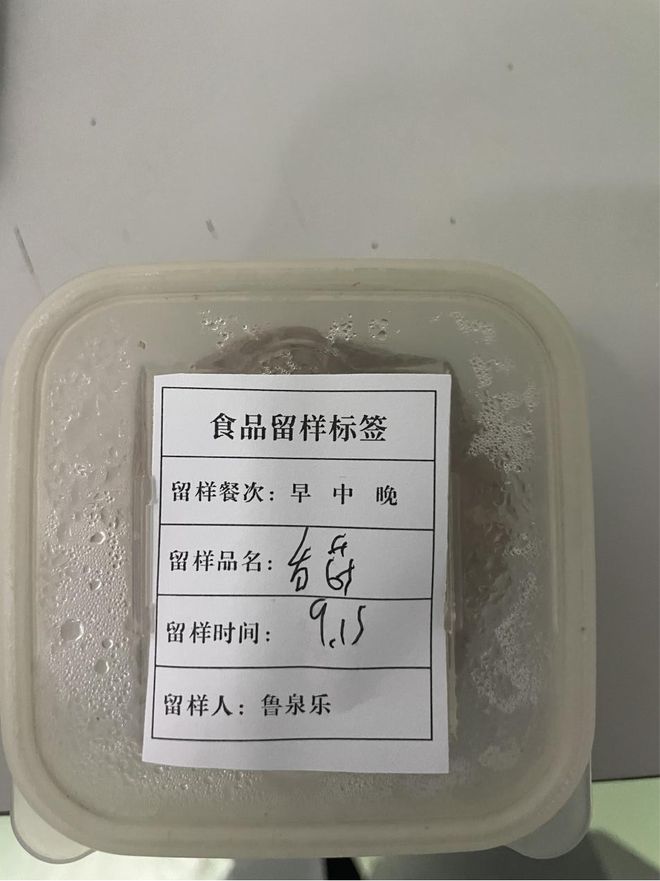 食品留样标签
留样餐次：早 中 晚
留样品名：
留样时间：9.15
留样人：鲁泉乐